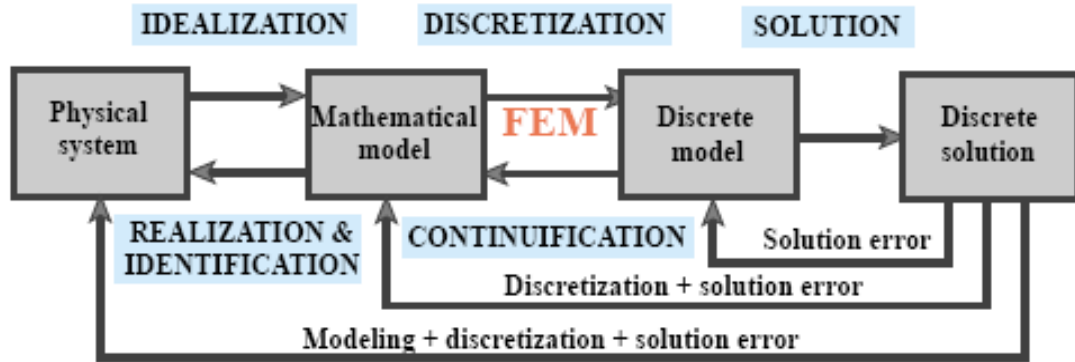 IDEALIZATION
DISCRETIZATION
SOLUTION
Physical
system
Mathematical
model
FEM
Discrete
model
Discrete
solution
REALIZATION &
IDENTIFICATION
CONTINUIFICATION
Solution error
Discretization + solution error
Modeling + discretization + solution error